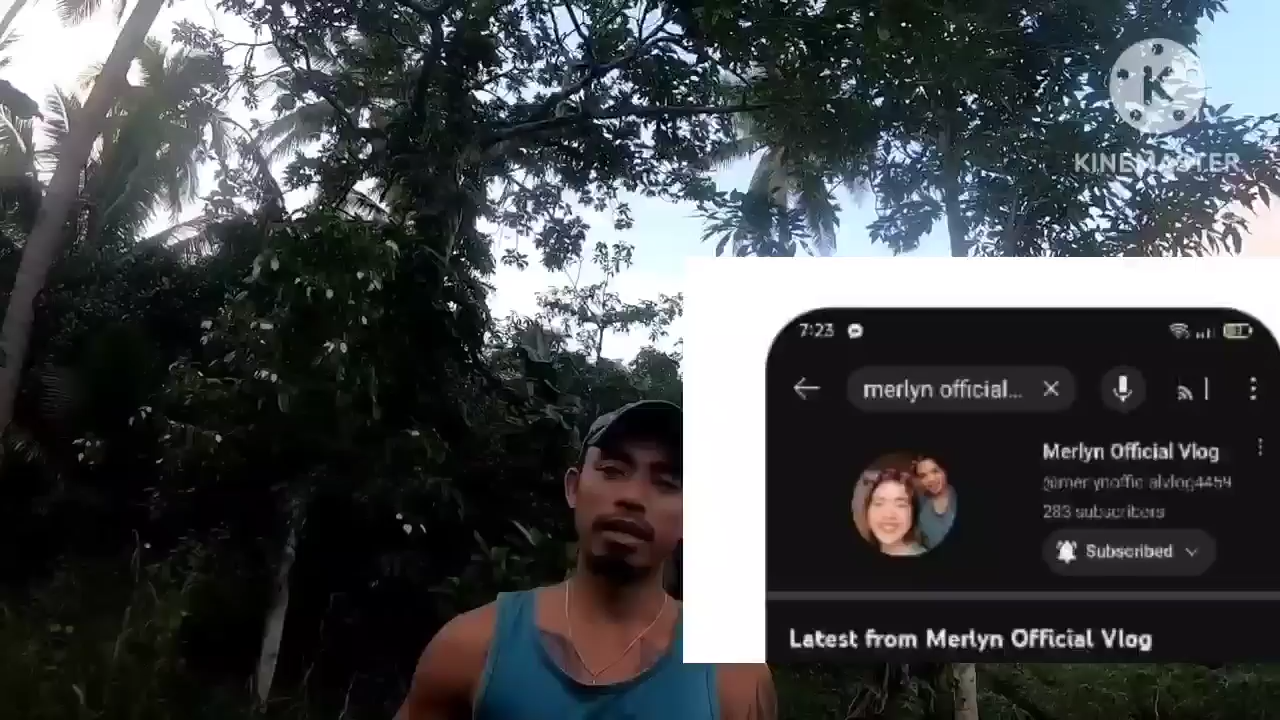 K
KINEMASTER
7:23
merlyn official...
Merlyn Official Vlog
283 subscribers
Subscribed
Latest from Merlyn Official Vlog